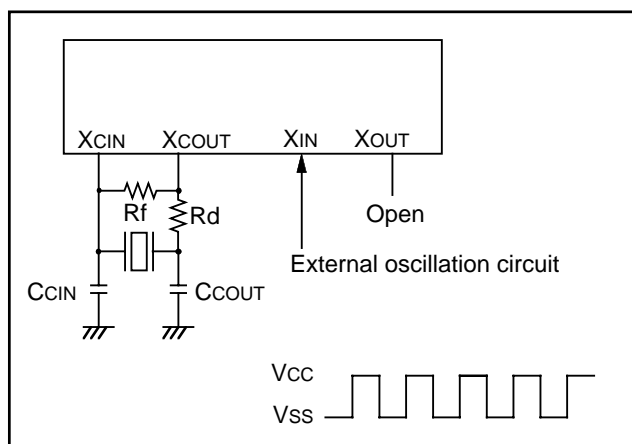 XCIN XCOUT XIN XOUT
Rf Rd Open
External oscillation circuit
CCIN CCOUT
VCC
VSS